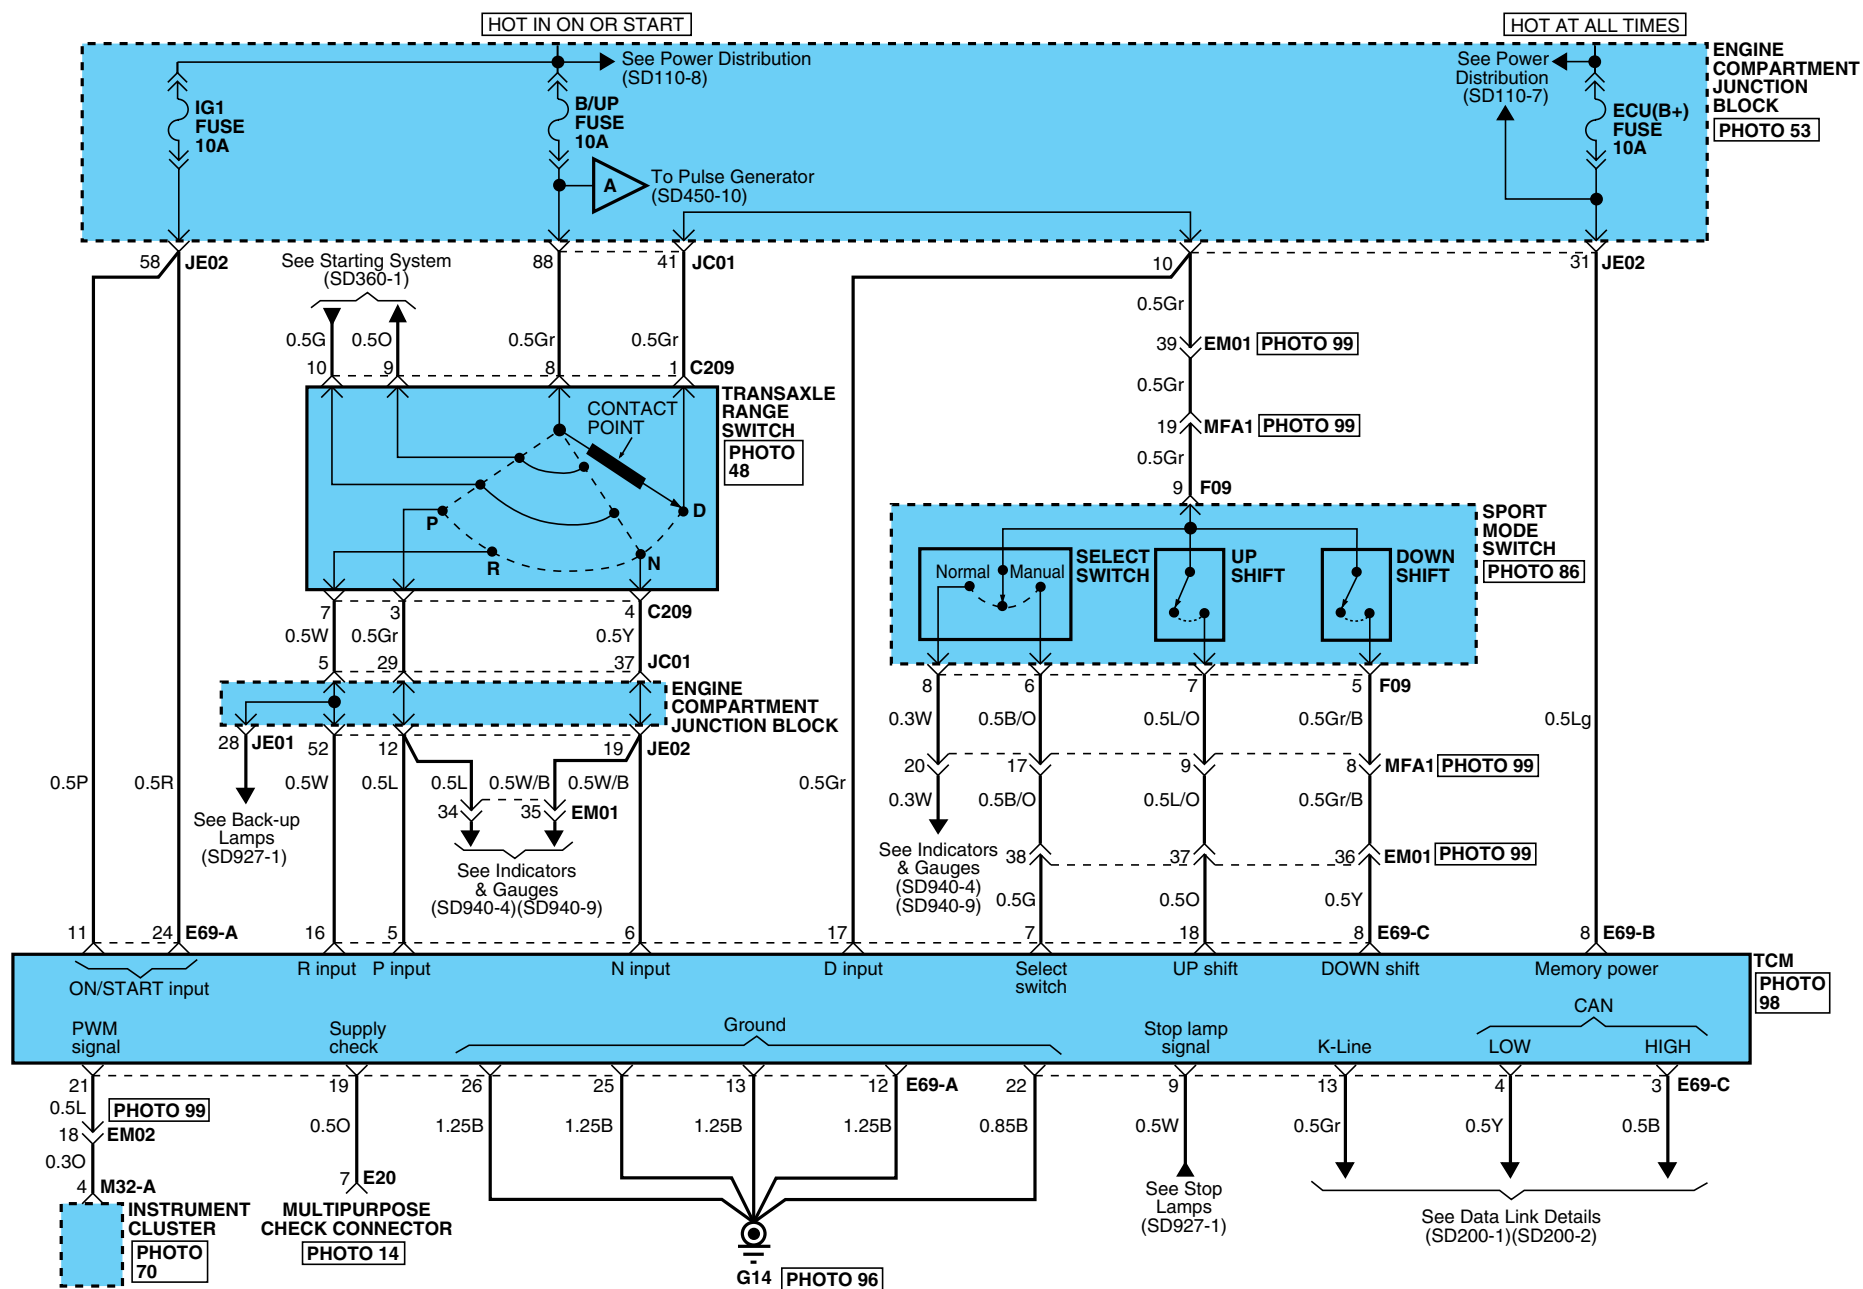 HOT IN ON OR START
HOT AT ALL TIMES
See Power Distribution
(SD110-8)
See Power
Distribution
(SD110-7)
ENGINE
COMPARTMENT
JUNCTION
BLOCK
PHOTO 53
IG1
FUSE
10A
B/UP
FUSE
10A
ECU(B+)
FUSE
10A
A
To Pulse Generator
(SD450-10)
58 JE02
See Starting System
(SD360-1)
88
41 JC01
10
31 JE02
0.5G
0.5O
0.5Gr
0.5Gr
0.5Gr
39 EM01 PHOTO 99
0.5Gr
19 MFA1 PHOTO 99
0.5Gr
9 F09
10
9
8
1 C209
TRANSAXLE
RANGE
SWITCH
PHOTO
48
CONTACT
POINT
P
R
N
D
SPORT
MODE
SWITCH
PHOTO 86
SELECT
SWITCH
Normal
Manual
UP
SHIFT
DOWN
SHIFT
7
3
4 C209
0.5W
0.5Gr
0.5Y
5
29
37 JC01
ENGINE
COMPARTMENT
JUNCTION BLOCK
8
6
7
5 F09
0.3W
0.5B/O
0.5L/O
0.5Gr/B
0.5Lg
28 JE01
52
12
19 JE02
20
17
9
8 MFA1 PHOTO 99
0.5P
0.5R
0.5W
0.5L
0.5L
0.5W/B
0.5W/B
0.5Gr
0.3W
0.5B/O
0.5L/O
0.5Gr/B
34
35 EM01
See Back-up
Lamps
(SD927-1)
See Indicators
& Gauges
(SD940-4)(SD940-9)
See Indicators
& Gauges
(SD940-4)
(SD940-9)
38
37
36 EM01 PHOTO 99
0.5G
0.5O
0.5Y
11
24 E69-A
16
5
6
17
7
18
8 E69-C
8 E69-B
ON/START input
R input
P input
N input
D input
Select
switch
UP shift
DOWN shift
Memory power
TCM
PHOTO
98
PWM
signal
Supply
check
Ground
Stop lamp
signal
K-Line
CAN
LOW
HIGH
21
19
26
25
13
12 E69-A
22
9
13
4
3 E69-C
0.5L
PHOTO 99
18 EM02
0.3O
4 M32-A
0.5O
1.25B
1.25B
1.25B
1.25B
0.85B
0.5W
0.5Gr
0.5Y
0.5B
7 E20
INSTRUMENT
CLUSTER
PHOTO
70
MULTIPURPOSE
CHECK CONNECTOR
PHOTO 14
G14 PHOTO 96
See Stop
Lamps
(SD927-1)
See Data Link Details
(SD200-1)(SD200-2)